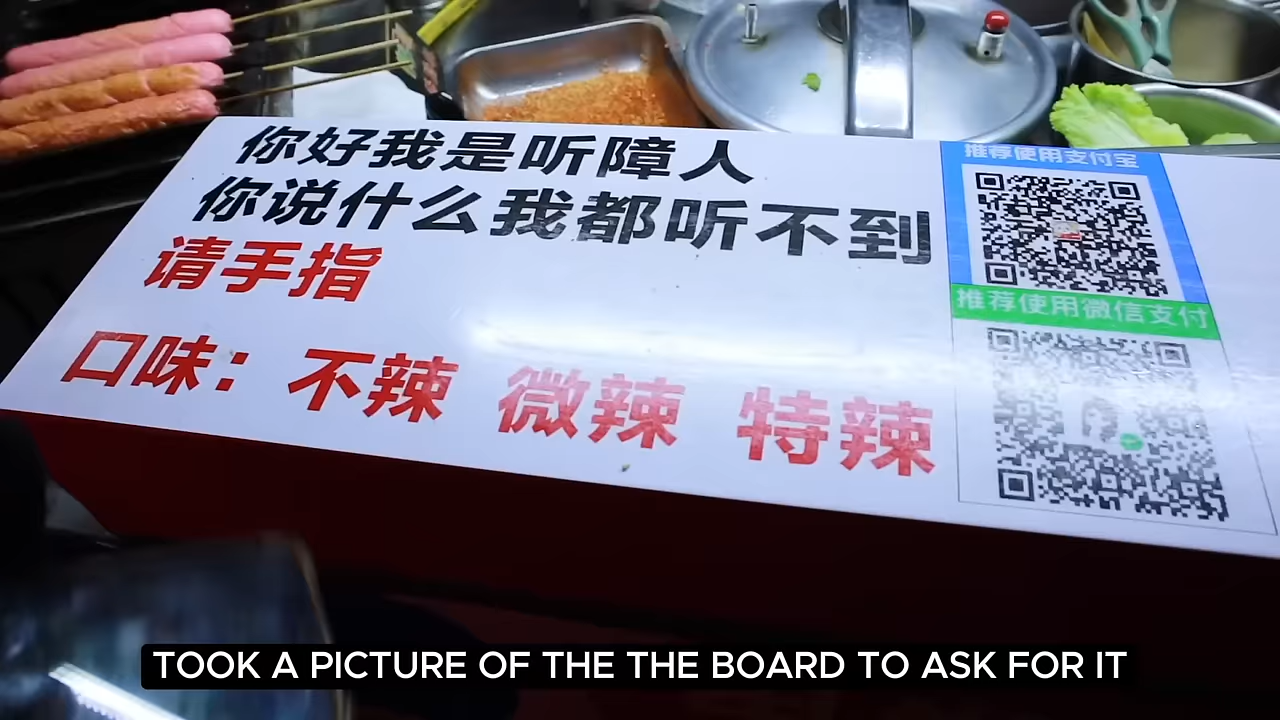 你好我是听障人
你说什么我都听不到
请手指
口味：不辣 微辣 特辣
推荐使用支付宝
推荐使用微信支付
TOOK A PICTURE OF THE THE BOARD TO ASK FOR IT